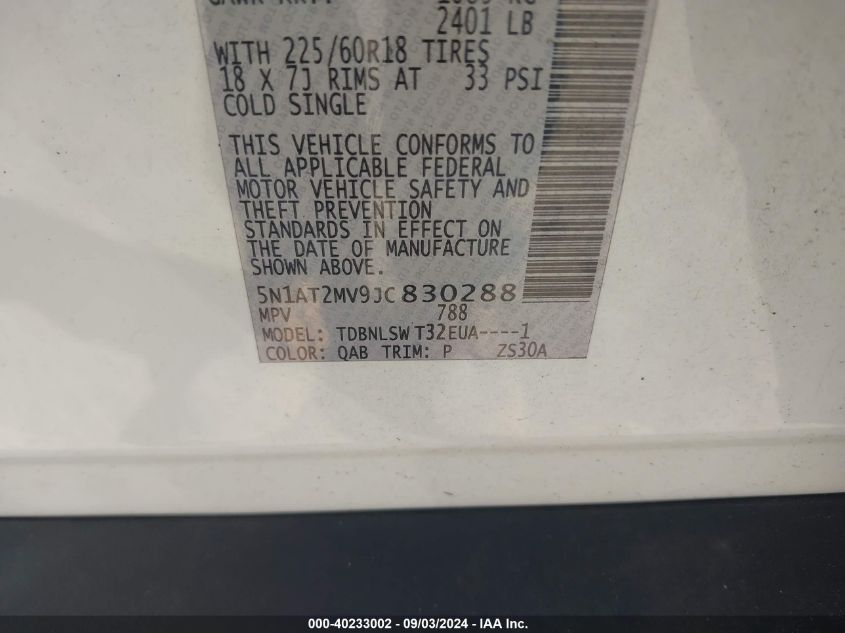 2401 LB
WITH 225/60R18 TIRES
18 X 7J RIMS AT 33 PSI
COLD SINGLE
THIS VEHICLE CONFORMS TO
ALL APPLICABLE FEDERAL
MOTOR VEHICLE SAFETY AND
THEFT PREVENTION
STANDARDS IN EFFECT ON
THE DATE OF MANUFACTURE
SHOWN ABOVE.
5N1AT2MV9JC830288
MPV 788
MODEL: TDBNLSWT32EUA----1
COLOR: QAB TRIM: P ZS30A
000-40233002 - 09/03/2024 - IAA Inc.